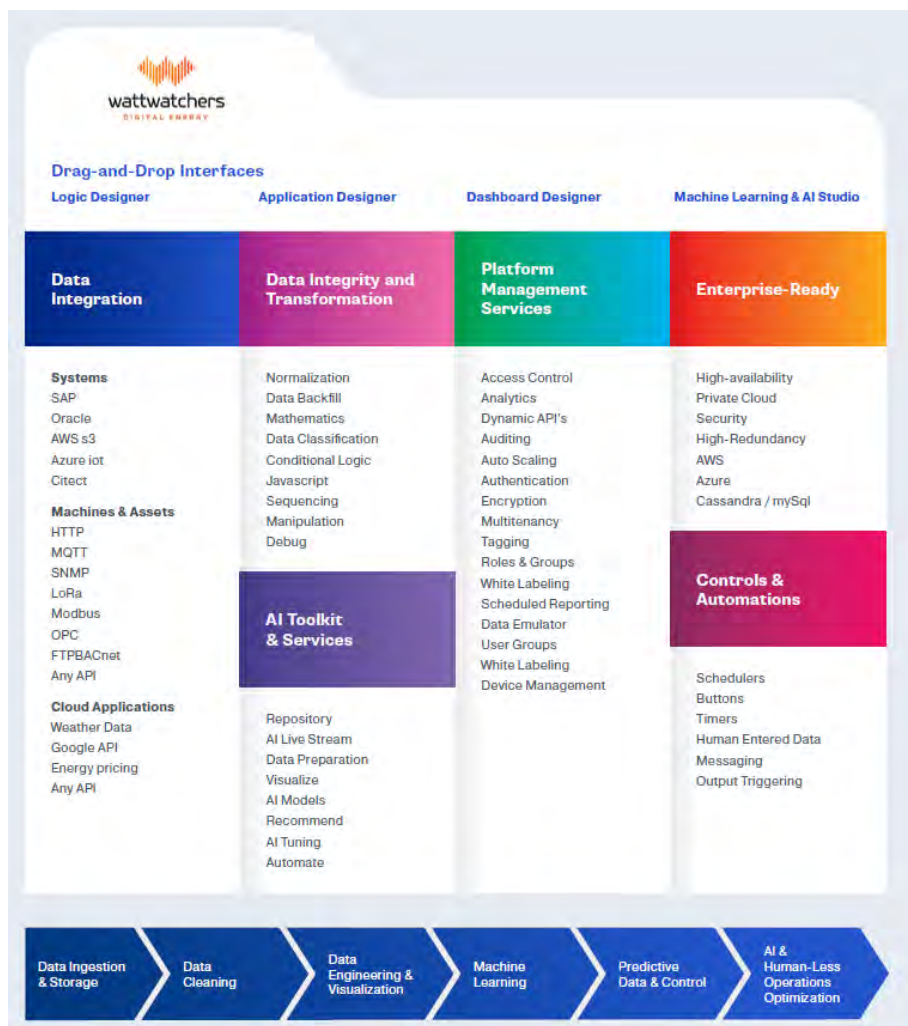 wattwatchers
DIGITAL ENERGY
Drag-and-Drop Interfaces
Logic Designer
Application Designer
Dashboard Designer
Machine Learning & AI Studio
Data
Integration
Systems
SAP
Oracle
AWS s3
Azure iot
Citect
Machines & Assets
HTTP
MQTT
SNMP
LoRa
Modbus
OPC
FTPBACnet
Any API
Cloud Applications
Weather Data
Google API
Energy pricing
Any API
Data Integrity and
Transformation
Normalization
Data Backfill
Mathematics
Data Classification
Conditional Logic
Javascript
Sequencing
Manipulation
Debug
AI Toolkit
& Services
Repository
AI Live Stream
Data Preparation
Visualize
AI Models
Recommend
AI Tuning
Automate
Platform
Management
Services
Access Control
Analytics
Dynamic API's
Auditing
Auto Scaling
Authentication
Encryption
Multitenancy
Tagging
Roles & Groups
White Labeling
Scheduled Reporting
Data Emulator
User Groups
White Labeling
Device Management
Enterprise-Ready
High-availability
Private Cloud
Security
High-Redundancy
AWS
Azure
Cassandra / mySql
Controls &
Automations
Schedulers
Buttons
Timers
Human Entered Data
Messaging
Output Triggering
Data Ingestion
& Storage
Data
Cleaning
Data
Engineering &
Visualization
Machine
Learning
Predictive
Data & Control
AI &
Human-Less
Operations
Optimization